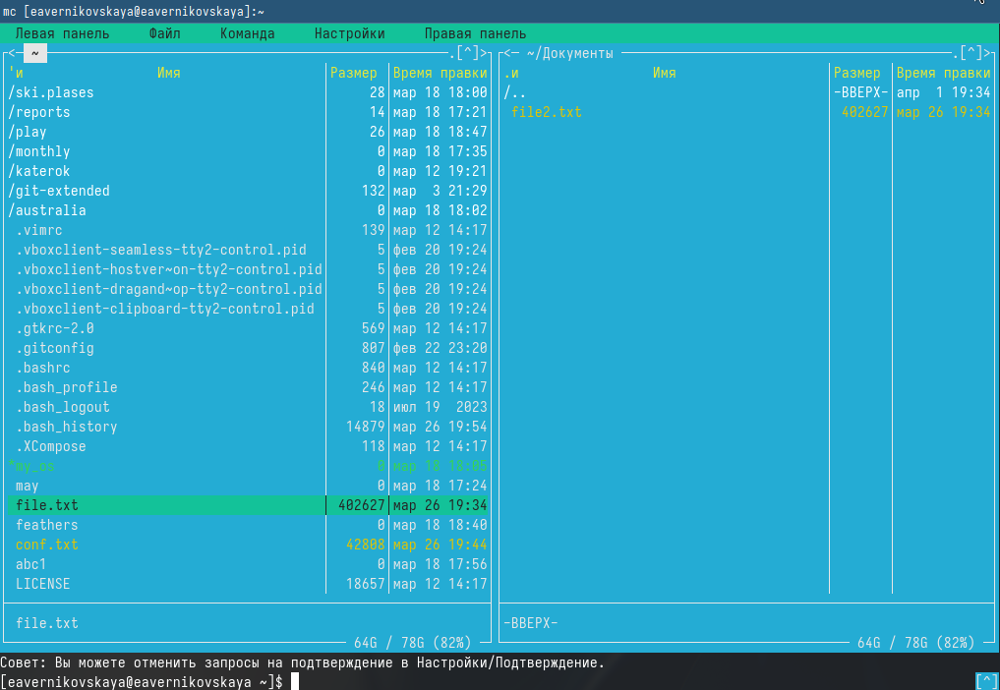 mc [eavernikovskaya@eavernikovskaya]:~
Левая панель Файл Команда Настройки Правая панель
<- ~ .[^]> <- ~/Документы .[^]>
'и Имя Размер Время правки .и Имя Размер Время правки
/ski.plases 28 мар 18 18:00 /.. -ВВЕРХ- апр 1 19:34
/reports 14 мар 18 17:21 file2.txt 402627 мар 26 19:34
/play 26 мар 18 18:47
/monthly 0 мар 18 17:35
/katerok 0 мар 12 19:21
/git-extended 132 мар 3 21:29
/australia 0 мар 18 18:02
.vimrc 139 мар 12 14:17
.vboxclient-seamless-tty2-control.pid 5 фев 20 19:24
.vboxclient-hostver~on-tty2-control.pid 5 фев 20 19:24
.vboxclient-dragand~op-tty2-control.pid 5 фев 20 19:24
.vboxclient-clipboard-tty2-control.pid 5 фев 20 19:24
.gtkrc-2.0 569 мар 12 14:17
.gitconfig 807 фев 22 23:20
.bashrc 840 мар 12 14:17
.bash_profile 246 мар 12 14:17
.bash_logout 18 июл 19 2023
.bash_history 14879 мар 26 19:54
.XCompose 118 мар 12 14:17
*my_os 0 мар 18 18:05
may 0 мар 18 17:24
file.txt 402627 мар 26 19:34
feathers 0 мар 18 18:40
conf.txt 42808 мар 26 19:44
abc1 0 мар 18 17:56
LICENSE 18657 мар 12 14:17
file.txt -ВВЕРХ-
64G / 78G (82%) 64G / 78G (82%)
Совет: Вы можете отменить запросы на подтверждение в Настройки/Подтверждение.
[eavernikovskaya@eavernikovskaya ~]$ [^]